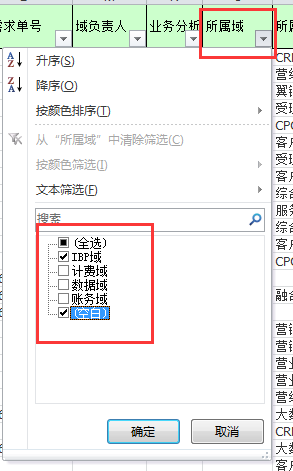 需求单号 域负责人 业务分析 所属域 所
升序(S)
降序(O)
按颜色排序(T)
从"所属域"中清除筛选(C)
按颜色筛选(I)
文本筛选(F)
搜索
(全选)
IBP域
计费域
数据域
账务域
(空白)
确定 取消
CR
营
翼
受
CPC
客
受
综
服
综
客
CPC
融
营
营
营
营
大
CR
大
客